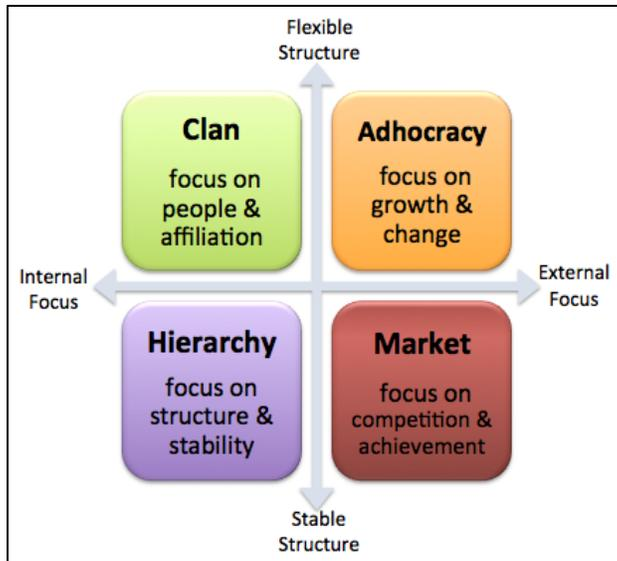 Flexible
Structure
Clan
focus on
people &
affiliation
Adhocracy
focus on
growth &
change
Internal
Focus
External
Focus
Hierarchy
focus on
structure &
stability
Market
focus on
competition &
achievement
Stable
Structure